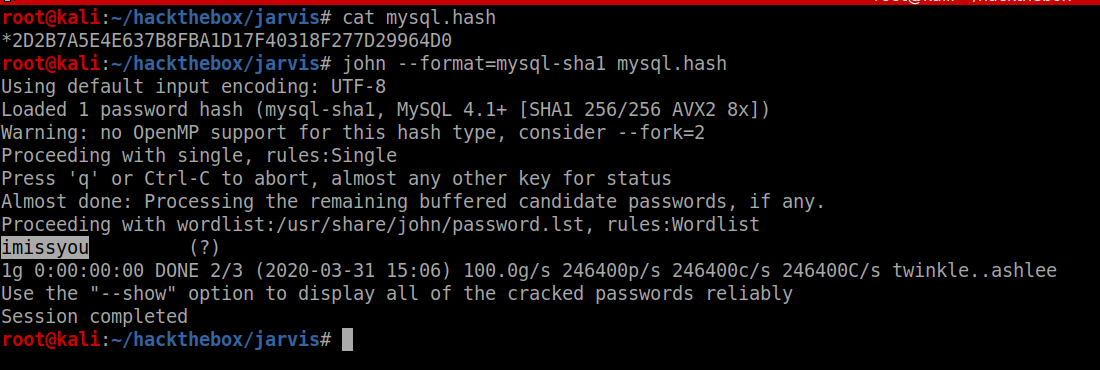 root@kali:~/hackthebox/jarvis# cat mysql.hash
*2D2B7A5E4E637B8FBA1D17F40318F277D29964D0
root@kali:~/hackthebox/jarvis# john --format=mysql-sha1 mysql.hash
Using default input encoding: UTF-8
Loaded 1 password hash (mysql-sha1, MySQL 4.1+ [SHA1 256/256 AVX2 8x])
Warning: no OpenMP support for this hash type, consider --fork=2
Proceeding with single, rules:Single
Press 'q' or Ctrl-C to abort, almost any other key for status
Almost done: Processing the remaining buffered candidate passwords, if any.
Proceeding with wordlist:/usr/share/john/password.lst, rules:Wordlist
imissyou         (?)
1g 0:00:00:00 DONE 2/3 (2020-03-31 15:06) 100.0g/s 246400p/s 246400c/s 246400C/s twinkle..ashlee
Use the "--show" option to display all of the cracked passwords reliably
Session completed
root@kali:~/hackthebox/jarvis#